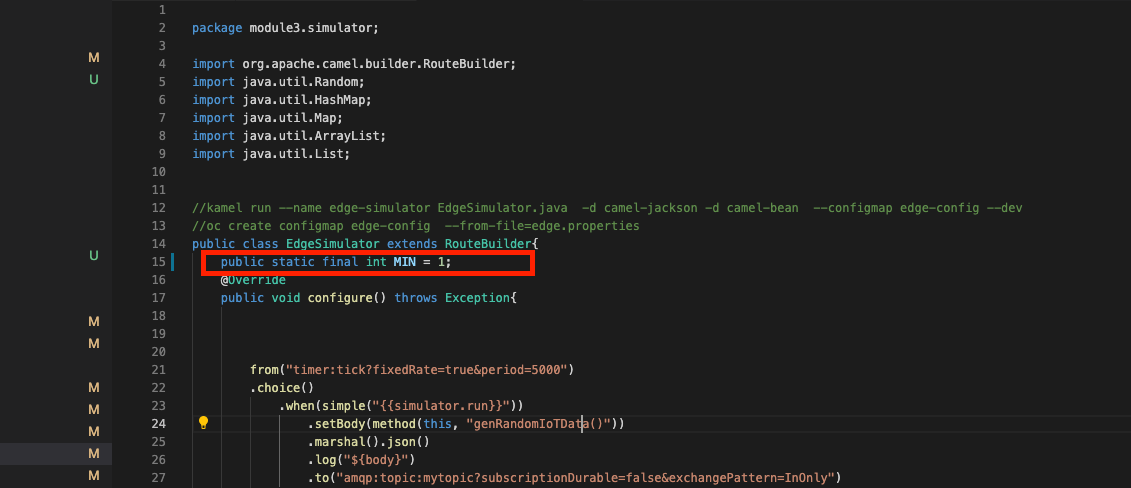 1
2 package module3.simulator;
3
M 4 import org.apache.camel.builder.RouteBuilder;
U 5 import java.util.Random;
6 import java.util.HashMap;
7 import java.util.Map;
8 import java.util.ArrayList;
9 import java.util.List;
10
11
12 //kamel run --name edge-simulator EdgeSimulator.java  -d camel-jackson -d camel-bean  --configmap edge-config --dev
13 //oc create configmap edge-config  --from-file=edge.properties
14 public class EdgeSimulator extends RouteBuilder{
U 15 public static final int MIN = 1;
16 @Override
17 public void configure() throws Exception{
18
M 19
M 20
21 from("timer:tick?fixedRate=true&period=5000")
M 22 .choice()
M 23 .when(simple("{{simulator.run}}"))
M 24 .setBody(method(this, "genRandomIoTData()"))
M 25 .marshal().json()
26 .log("${body}")
M 27 .to("amqp:topic:mytopic?subscriptionDurable=false&exchangePattern=InOnly")